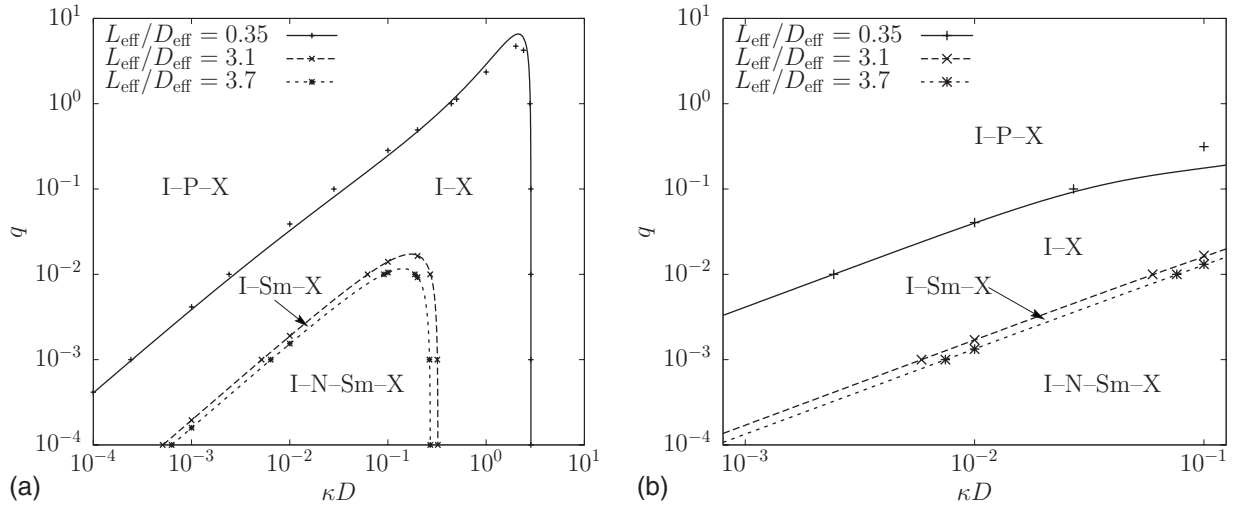 L_eff/D_eff = 0.35
L_eff/D_eff = 3.1
L_eff/D_eff = 3.7
I–P–X
I–X
I–Sm–X
I–N–Sm–X
q
10^1
10^0
10^−1
10^−2
10^−3
10^−4
10^−4 10^−3 10^−2 10^−1 10^0 10^1
κD
(a)
L_eff/D_eff = 0.35
L_eff/D_eff = 3.1
L_eff/D_eff = 3.7
I–P–X
I–X
I–Sm–X
I–N–Sm–X
q
10^1
10^0
10^−1
10^−2
10^−3
10^−4
10^−3 10^−2 10^−1
κD
(b)